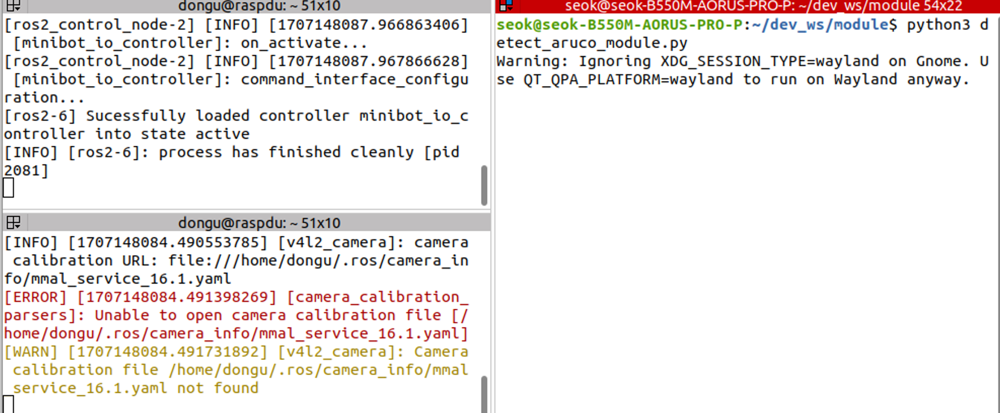 dongu@raspdu: ~ 51x10
[ros2_control_node-2] [INFO] [1707148087.966863406]
[minibot_io_controller]: on_activate...
[ros2_control_node-2] [INFO] [1707148087.967866628]
[minibot_io_controller]: command_interface_configu
ration...
[ros2-6] Sucessfully loaded controller minibot_io_c
ontroller into state active
[INFO] [ros2-6]: process has finished cleanly [pid
2081]
dongu@raspdu: ~ 51x10
[INFO] [1707148084.490553785] [v4l2_camera]: camera
calibration URL: file:///home/dongu/.ros/camera_in
fo/mmal_service_16.1.yaml
[ERROR] [1707148084.491398269] [camera_calibration_
parsers]: Unable to open camera calibration file [/
home/dongu/.ros/camera_info/mmal_service_16.1.yaml]
[WARN] [1707148084.491731892] [v4l2_camera]: Camera
calibration file /home/dongu/.ros/camera_info/mmal
_service_16.1.yaml not found
seok@seok-B550M-AORUS-PRO-P: ~/dev_ws/module 54x22
seok@seok-B550M-AORUS-PRO-P:~/dev_ws/module$ python3 d
etect_aruco_module.py
Warning: Ignoring XDG_SESSION_TYPE=wayland on Gnome. U
se QT_QPA_PLATFORM=wayland to run on Wayland anyway.